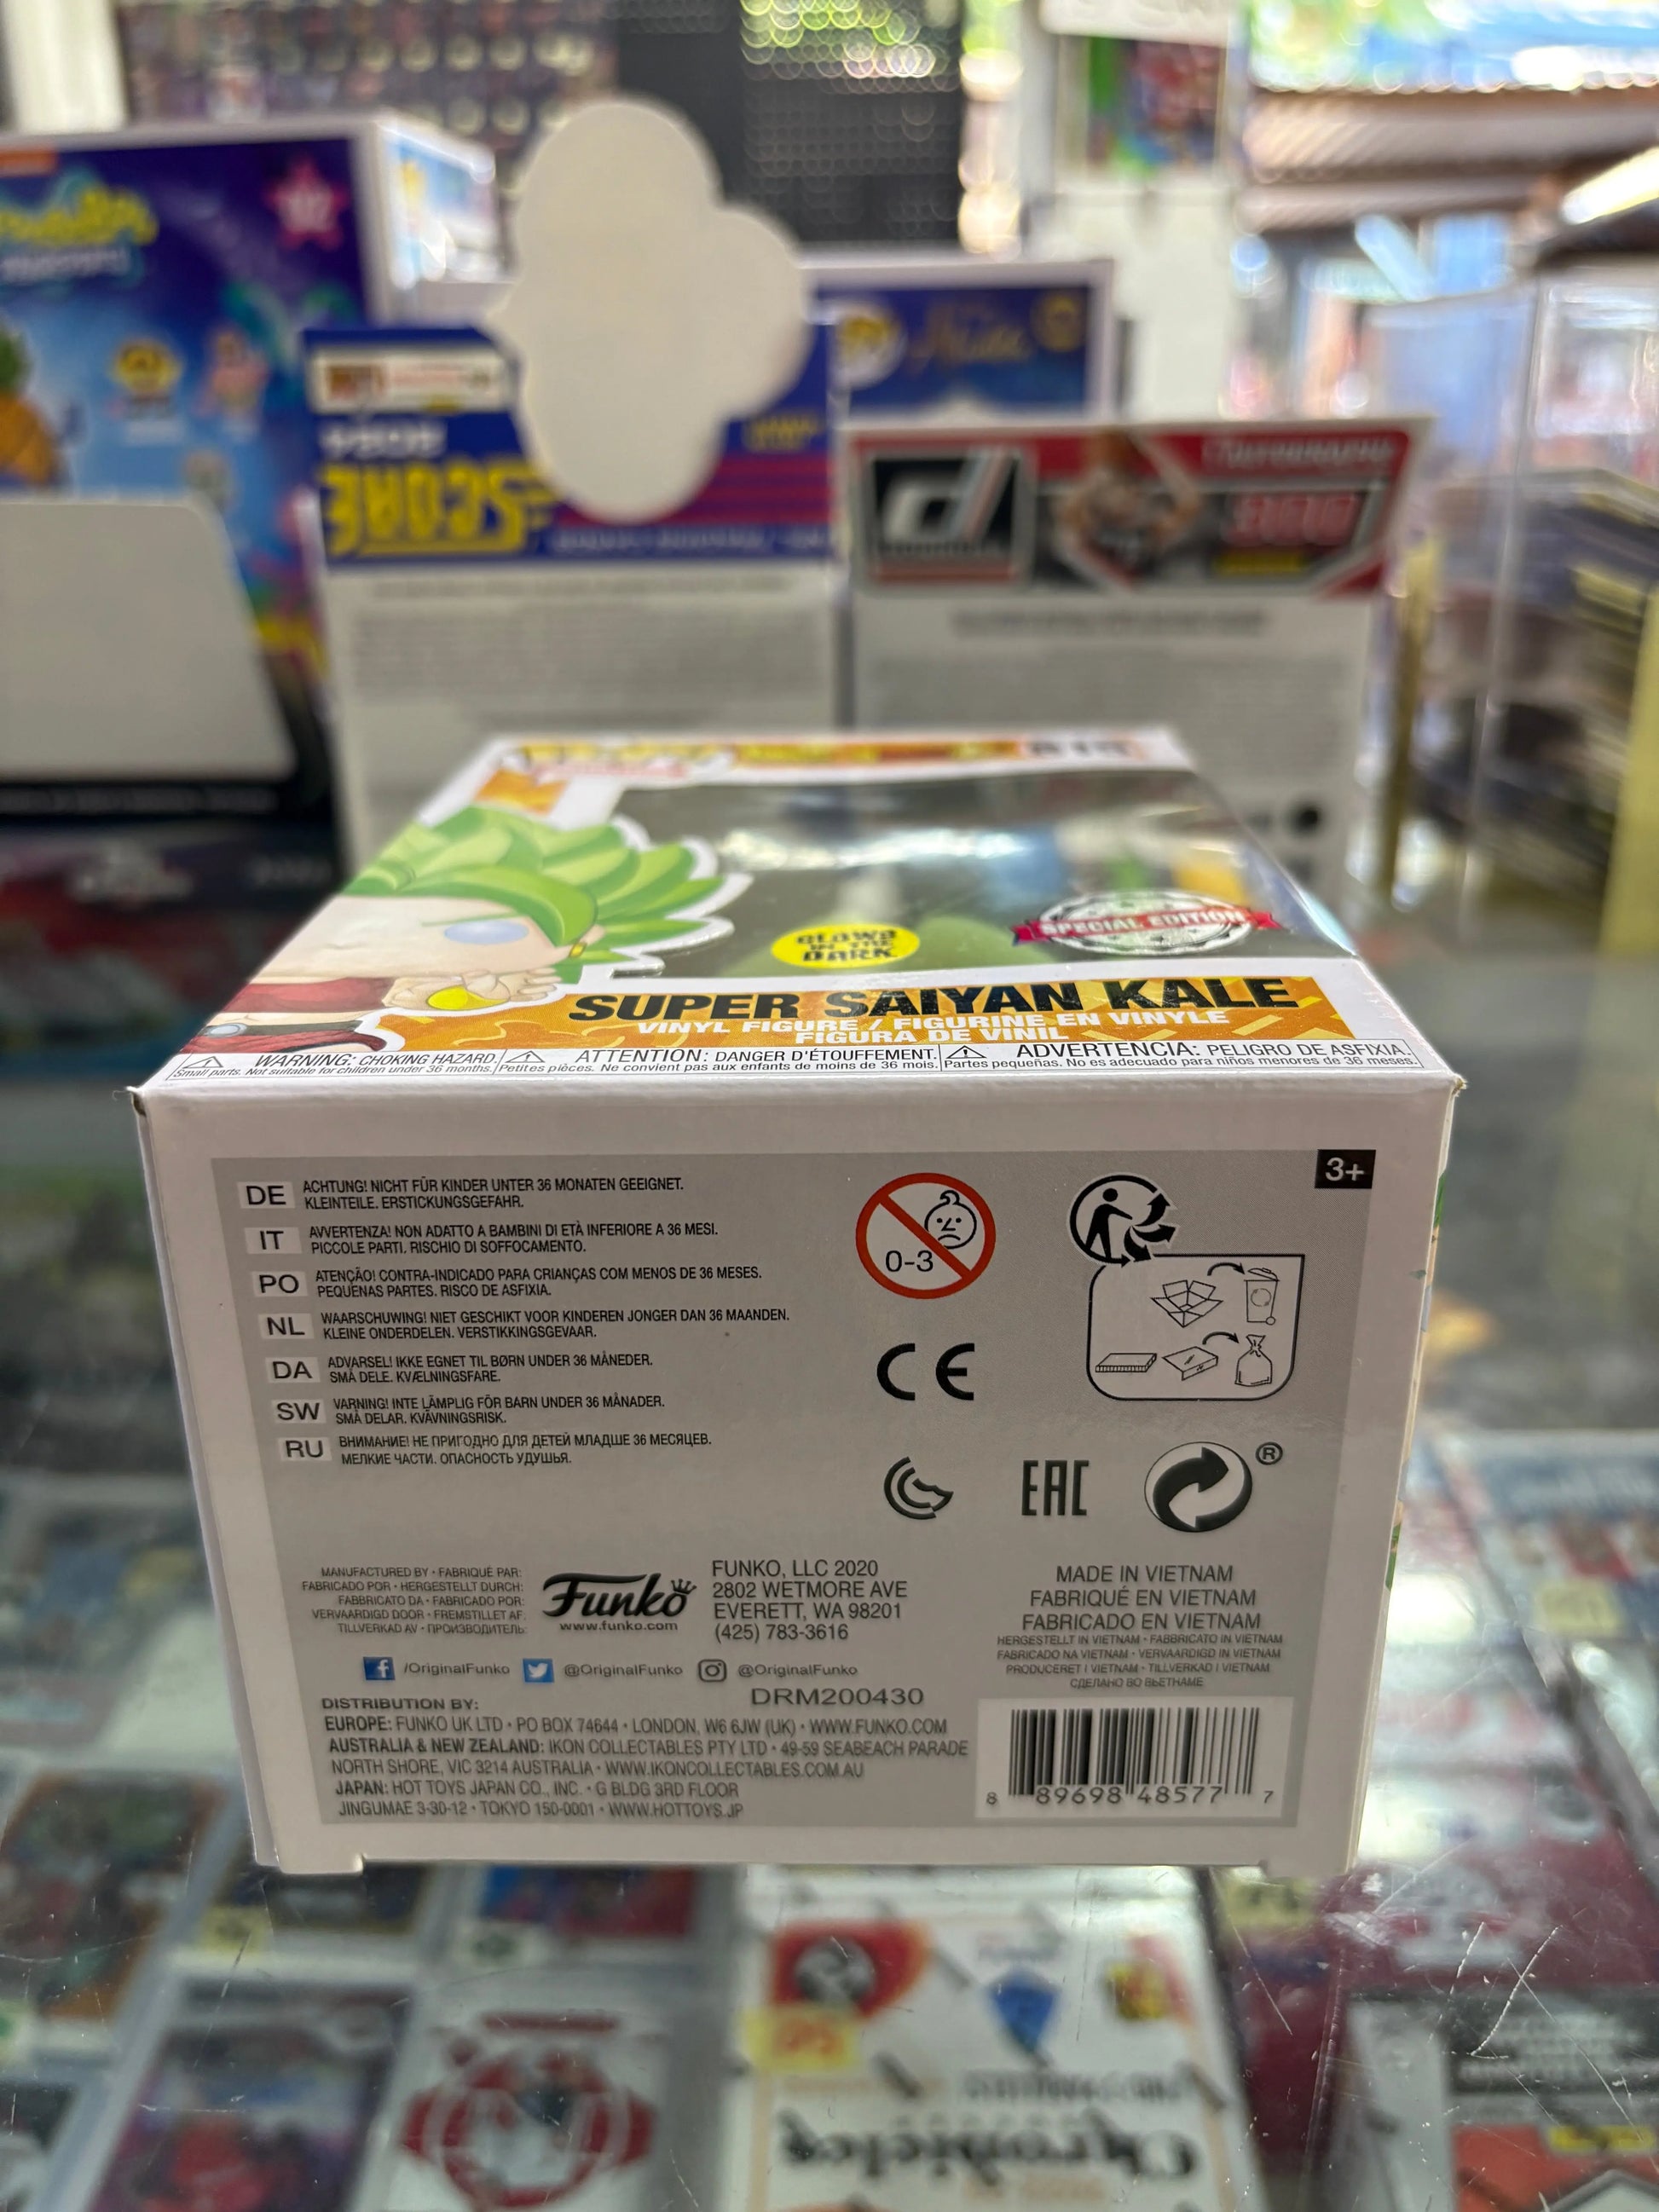 SCORE
d
GLOWS
IN THE
DARK
SPECIAL EDITION
SUPER SAIYAN KALE
VINYL FIGURE / FIGURINE EN VINYLE
FIGURA DE VINIL
WARNING: CHOKING HAZARD.
Small parts. Not suitable for children under 36 months.
ATTENTION: DANGER D'ÉTOUFFEMENT.
Petites pièces. Ne convient pas aux enfants de moins de 36 mois.
ADVERTENCIA: PELIGRO DE ASFIXIA.
Partes pequeñas. No es adecuado para niños menores de 36 meses.
3+
DE ACHTUNG! NICHT FÜR KINDER UNTER 36 MONATEN GEEIGNET.
KLEINTEILE. ERSTICKUNGSGEFAHR.
IT AVVERTENZA! NON ADATTO A BAMBINI DI ETÀ INFERIORE A 36 MESI.
PICCOLE PARTI. RISCHIO DI SOFFOCAMENTO.
PO ATENÇÃO! CONTRA-INDICADO PARA CRIANÇAS COM MENOS DE 36 MESES.
PEQUENAS PARTES. RISCO DE ASFIXIA.
NL WAARSCHUWING! NIET GESCHIKT VOOR KINDEREN JONGER DAN 36 MAANDEN.
KLEINE ONDERDELEN. VERSTIKKINGSGEVAAR.
DA ADVARSEL! IKKE EGNET TIL BØRN UNDER 36 MÅNEDER.
SMÅ DELE. KVÆLNINGSFARE.
SW VARNING! INTE LÄMPLIG FÖR BARN UNDER 36 MÅNADER.
SMÅ DELAR. KVÄVNINGSRISK.
RU ВНИМАНИЕ! НЕ ПРИГОДНО ДЛЯ ДЕТЕЙ МЛАДШЕ 36 МЕСЯЦЕВ.
МЕЛКИЕ ЧАСТИ. ОПАСНОСТЬ УДУШЬЯ.
0-3
CE
EAC
®
MANUFACTURED BY • FABRIQUÉ PAR:
FABRICADO POR • HERGESTELLT DURCH:
FABBRICATO DA • FABRICADO POR:
VERVAARDIGD DOOR • FREMSTILLET AF:
TILLVERKAD AV • ПРОИЗВОДИТЕЛЬ:
Funko
www.funko.com
FUNKO, LLC 2020
2802 WETMORE AVE
EVERETT, WA 98201
(425) 783-3616
MADE IN VIETNAM
FABRIQUÉ EN VIETNAM
FABRICADO EN VIETNAM
HERGESTELLT IN VIETNAM • FABBRICATO IN VIETNAM
FABRICADO NA VIETNAM • VERVAARDIGD IN VIETNAM
PRODUCERET I VIETNAM • TILLVERKAD I VIETNAM
СДЕЛАНО ВО ВЬЕТНАМЕ
/OriginalFunko @OriginalFunko @OriginalFunko
DRM200430
DISTRIBUTION BY:
EUROPE: FUNKO UK LTD • PO BOX 74644 • LONDON, W6 6JW (UK) • WWW.FUNKO.COM
AUSTRALIA & NEW ZEALAND: IKON COLLECTABLES PTY LTD • 49-59 SEABEACH PARADE
NORTH SHORE, VIC 3214 AUSTRALIA • WWW.IKONCOLLECTABLES.COM.AU
JAPAN: HOT TOYS JAPAN CO., INC. • G BLDG 3RD FLOOR
JINGUMAE 3-30-12 • TOKYO 150-0001 • WWW.HOTTOYS.JP
8 89698 48577 7
Chronicles